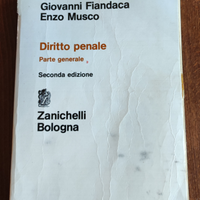 Giovanni Fiandaca
Enzo Musco
Diritto penale
Parte generale
Seconda edizione
Zanichelli
Bologna